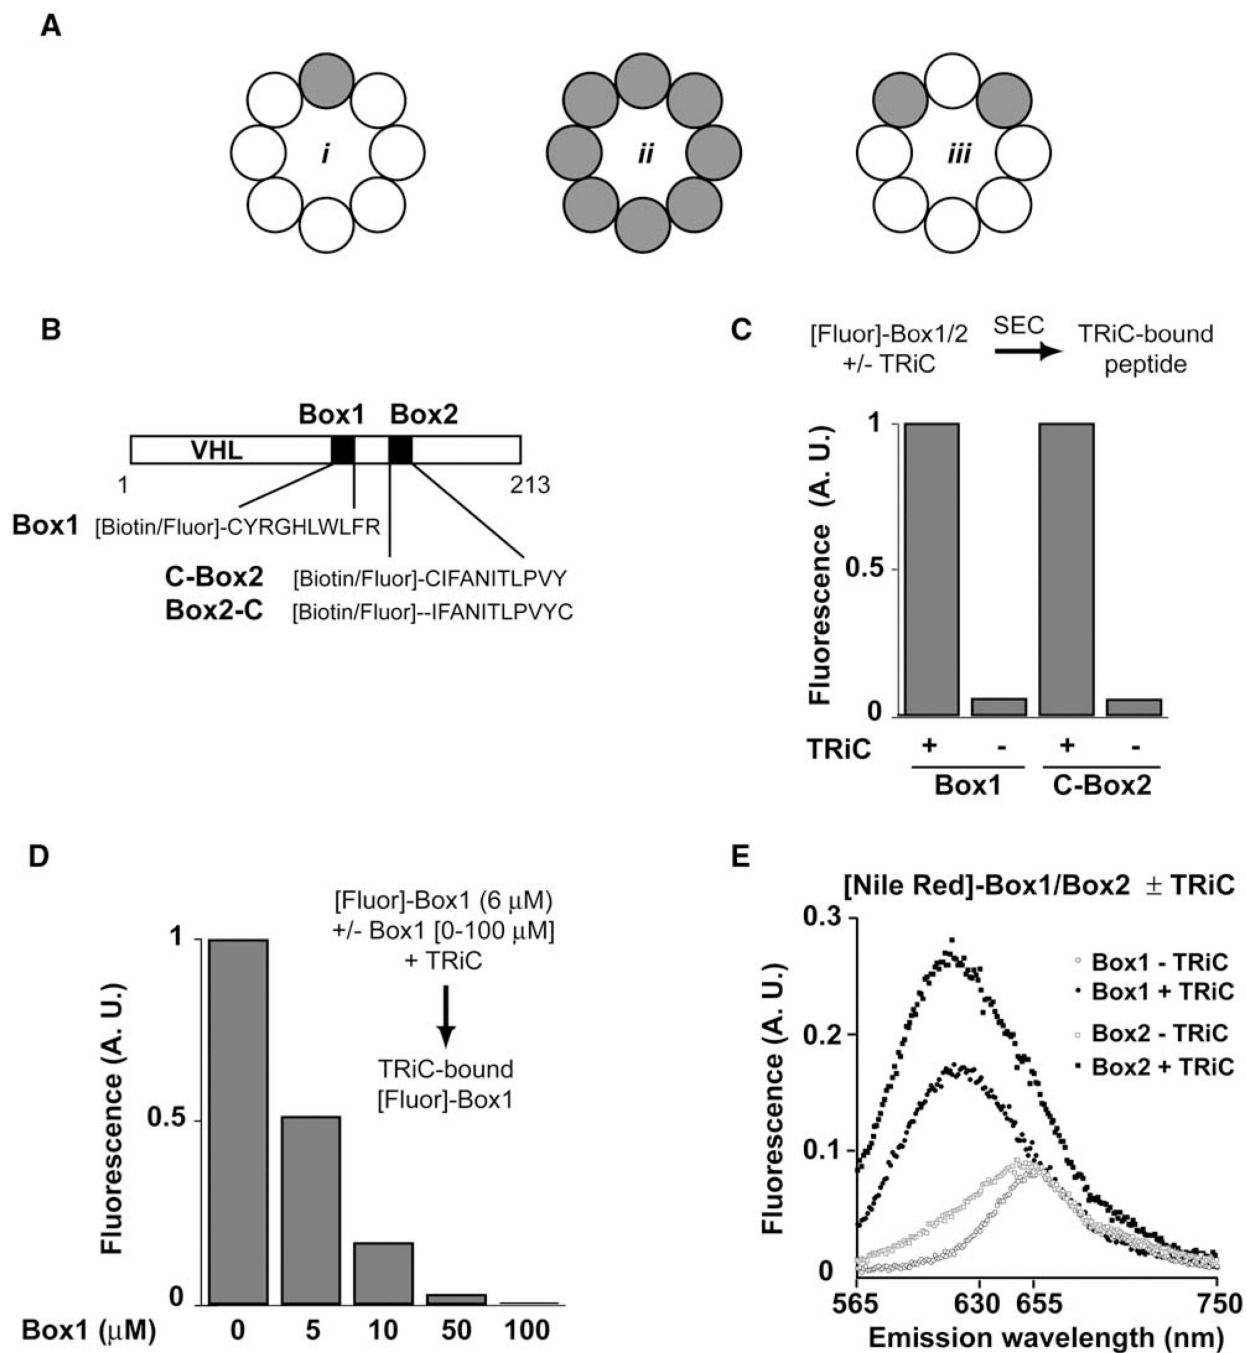 A
i
ii
iii
B
Box1 Box2
VHL
1 213
Box1 [Biotin/Fluor]-CYRGHLWLFR
C-Box2 [Biotin/Fluor]-CIFANITLPVY
Box2-C [Biotin/Fluor]--IFANITLPVYC
C
[Fluor]-Box1/2
+/- TRiC
SEC
TRiC-bound
peptide
Fluorescence (A. U.)
1
0.5
0
TRiC + - + -
Box1 C-Box2
D
[Fluor]-Box1 (6 μM)
+/- Box1 [0-100 μM]
+ TRiC
TRiC-bound
[Fluor]-Box1
Fluorescence (A. U.)
1
0.5
0
Box1 (μM) 0 5 10 50 100
E
[Nile Red]-Box1/Box2 ± TRiC
Box1 - TRiC
Box1 + TRiC
Box2 - TRiC
Box2 + TRiC
Fluorescence (A. U.)
0.3
0.2
0.1
0
565 630 655 750
Emission wavelength (nm)